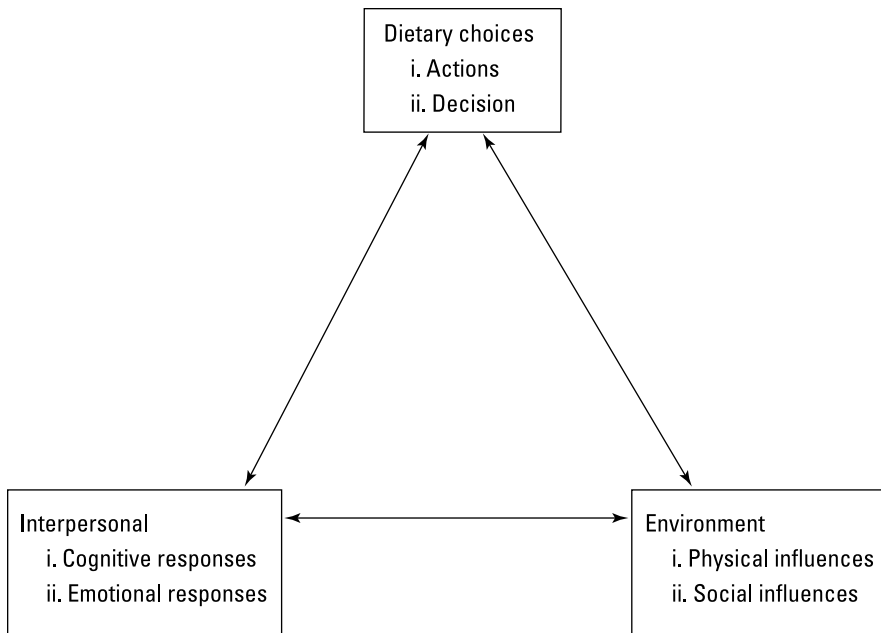 Dietary choices
i. Actions
ii. Decision
Interpersonal
i. Cognitive responses
ii. Emotional responses
Environment
i. Physical influences
ii. Social influences